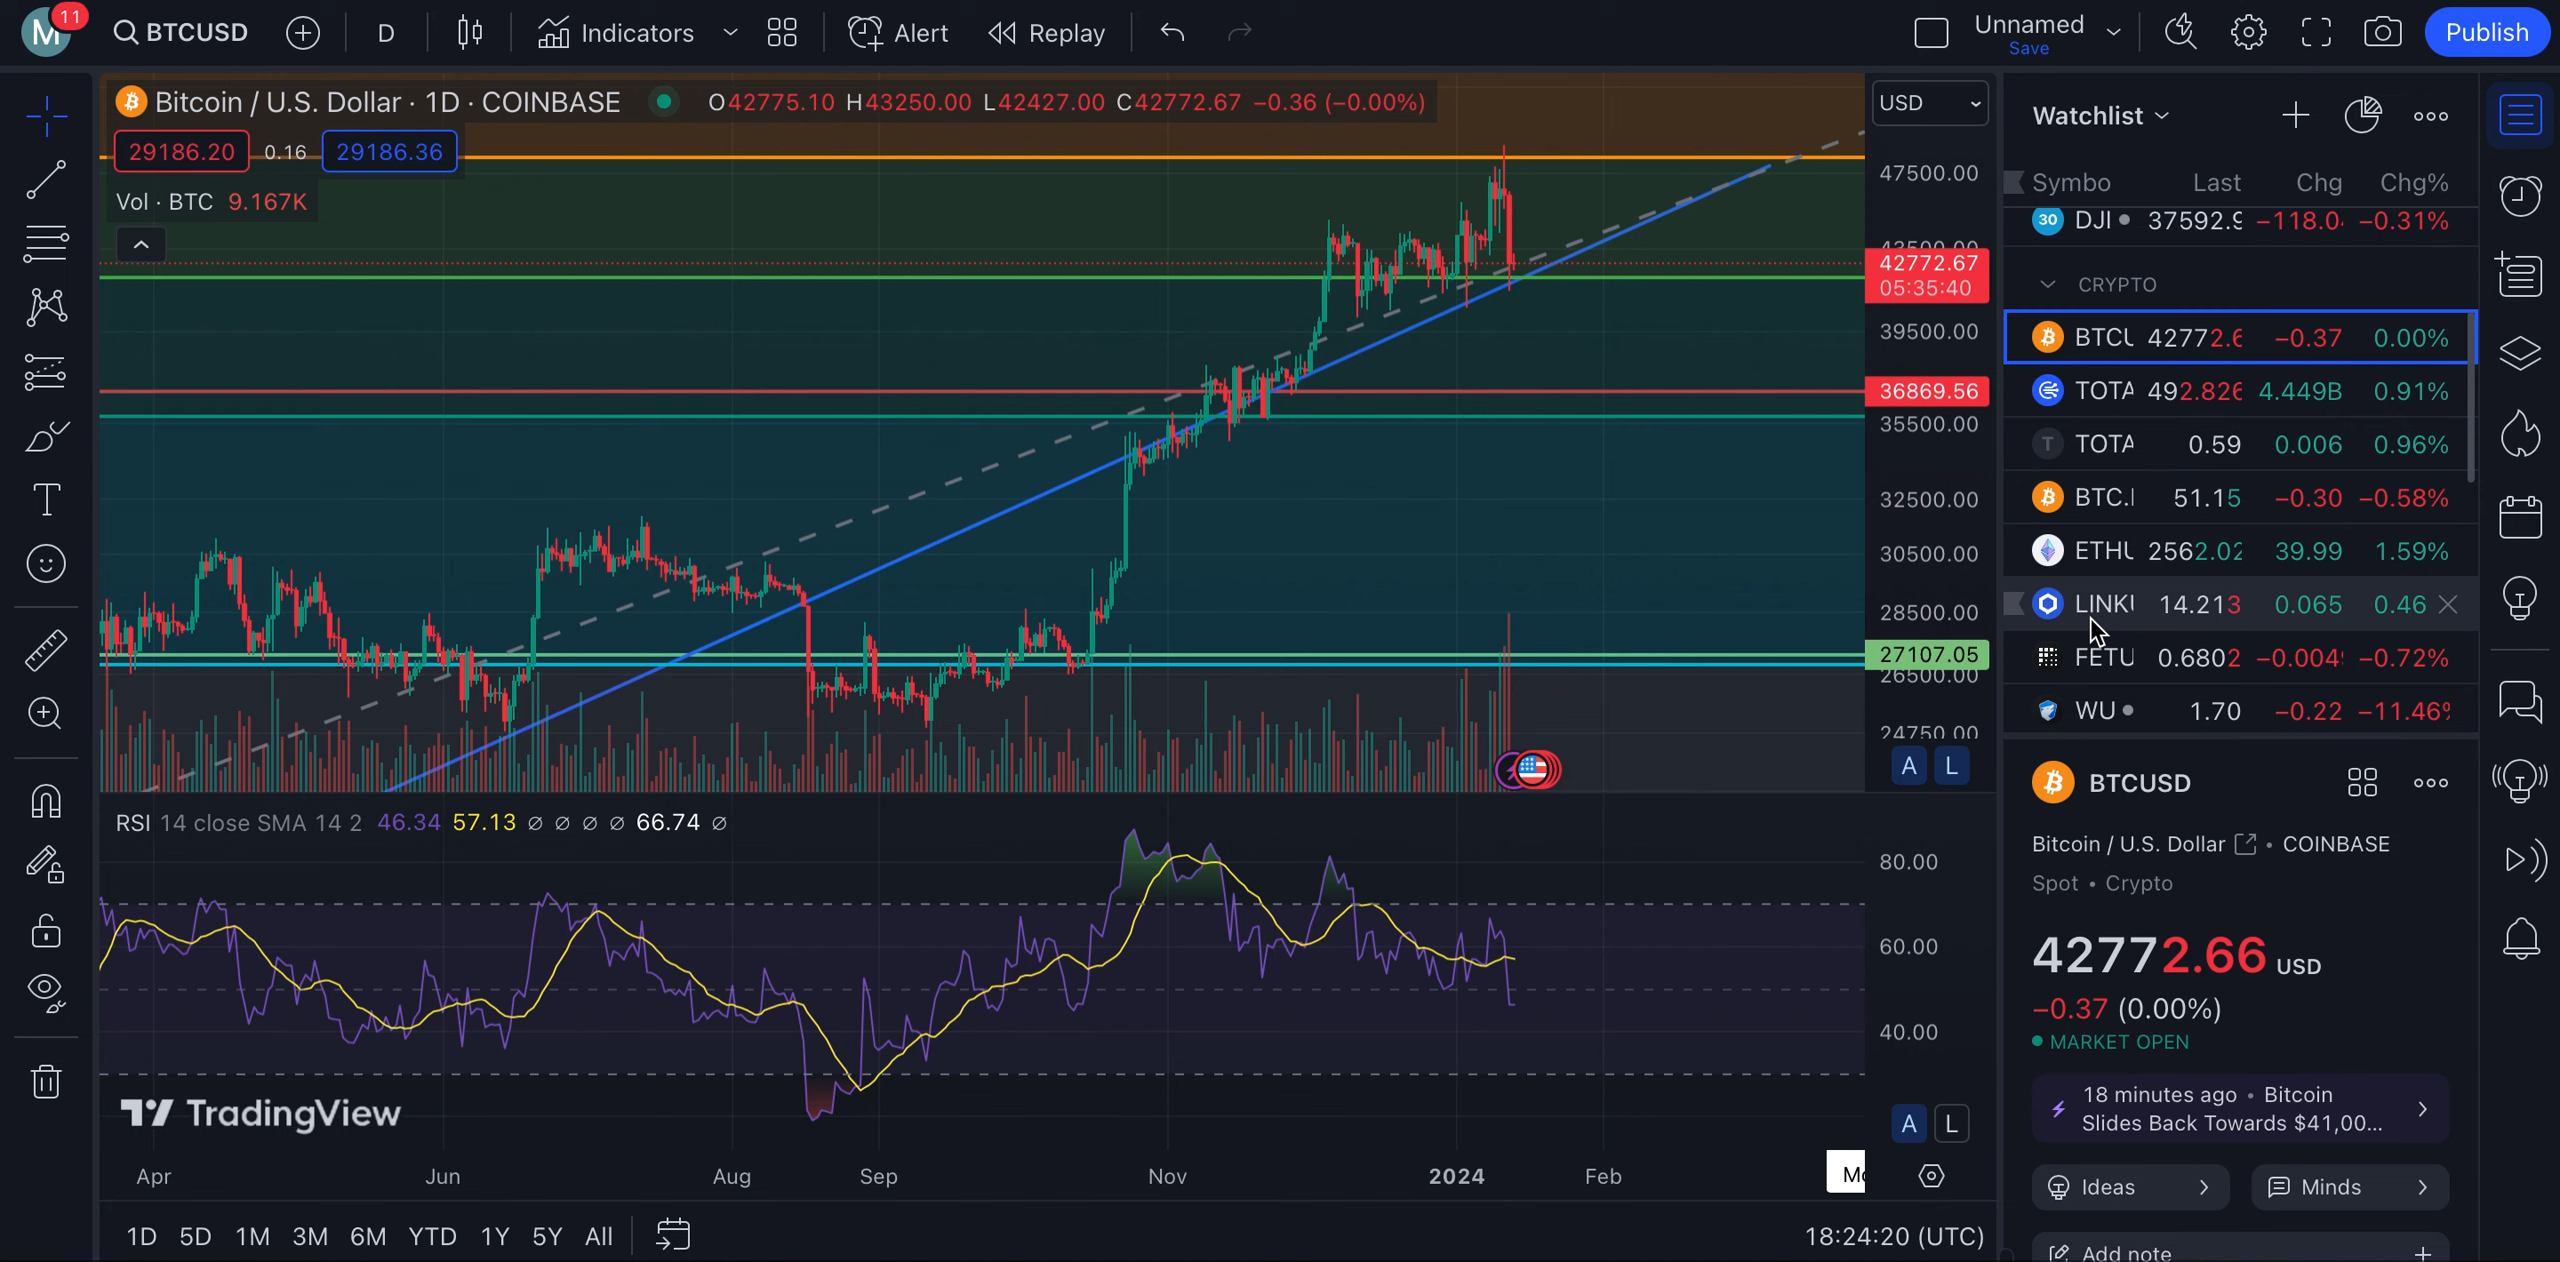 M 11 BTCUSD D Indicators Alert Replay Unnamed Save Publish
Bitcoin / U.S. Dollar · 1D · COINBASE O42775.10 H43250.00 L42427.00 C42772.67 −0.36 (−0.00%)
29186.20 0.16 29186.36
Vol · BTC 9.167K
USD
47500.00
42772.67
05:35:40
39500.00
36869.56
35500.00
32500.00
30500.00
28500.00
27107.05
26500.00
24750.00
A L
RSI 14 close SMA 14 2 46.34 57.13 ∅ ∅ ∅ ∅ 66.74 ∅
80.00
60.00
40.00
TradingView
A L
Apr Jun Aug Sep Nov 2024 Feb
1D 5D 1M 3M 6M YTD 1Y 5Y All 18:24:20 (UTC)
Watchlist
Symbo Last Chg Chg%
30 DJI 37592.9 −118.0 −0.31%
CRYPTO
BTCU 42772.6 −0.37 0.00%
TOTA 492.826 4.449B 0.91%
T TOTA 0.59 0.006 0.96%
BTC. 51.15 −0.30 −0.58%
ETHU 2562.02 39.99 1.59%
LINKU 14.213 0.065 0.46
FETU 0.6802 −0.004 −0.72%
WU 1.70 −0.22 −11.46%
BTCUSD
Bitcoin / U.S. Dollar • COINBASE
Spot • Crypto
42772.66 USD
−0.37 (0.00%)
MARKET OPEN
18 minutes ago • Bitcoin
Slides Back Towards $41,00...
Ideas Minds
Add note